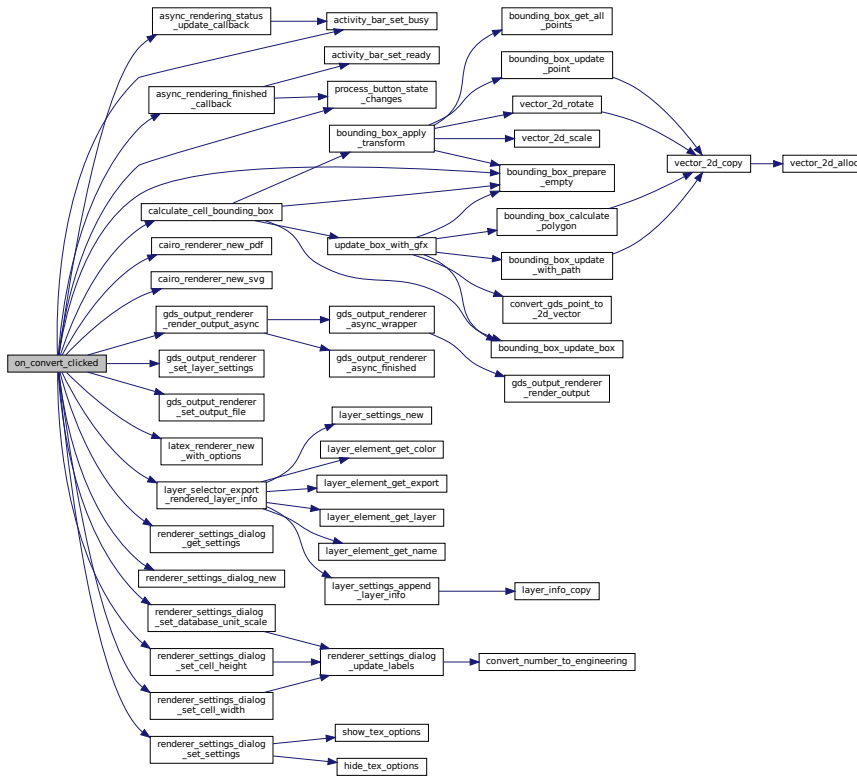 on_convert_clicked
async_rendering_status
_update_callback
async_rendering_finished
_callback
calculate_cell_bounding_box
cairo_renderer_new_pdf
cairo_renderer_new_svg
gds_output_renderer
_render_output_async
gds_output_renderer
_set_layer_settings
gds_output_renderer
_set_output_file
latex_renderer_new
_with_options
layer_selector_export
_rendered_layer_info
renderer_settings_dialog
_get_settings
renderer_settings_dialog_new
renderer_settings_dialog
_set_database_unit_scale
renderer_settings_dialog
_set_cell_height
renderer_settings_dialog
_set_cell_width
renderer_settings_dialog
_set_settings
activity_bar_set_busy
activity_bar_set_ready
process_button_state
_changes
bounding_box_apply
_transform
update_box_with_gfx
gds_output_renderer
_async_wrapper
gds_output_renderer
_async_finished
layer_settings_new
layer_element_get_color
layer_element_get_export
layer_element_get_layer
layer_element_get_name
layer_settings_append
_layer_info
renderer_settings_dialog
_update_labels
show_tex_options
hide_tex_options
bounding_box_get_all
_points
bounding_box_update
_point
vector_2d_rotate
vector_2d_scale
bounding_box_prepare
_empty
bounding_box_calculate
_polygon
bounding_box_update
_with_path
convert_gds_point_to
_2d_vector
bounding_box_update_box
gds_output_renderer
_render_output
layer_info_copy
convert_number_to_engineering
vector_2d_copy
vector_2d_alloc